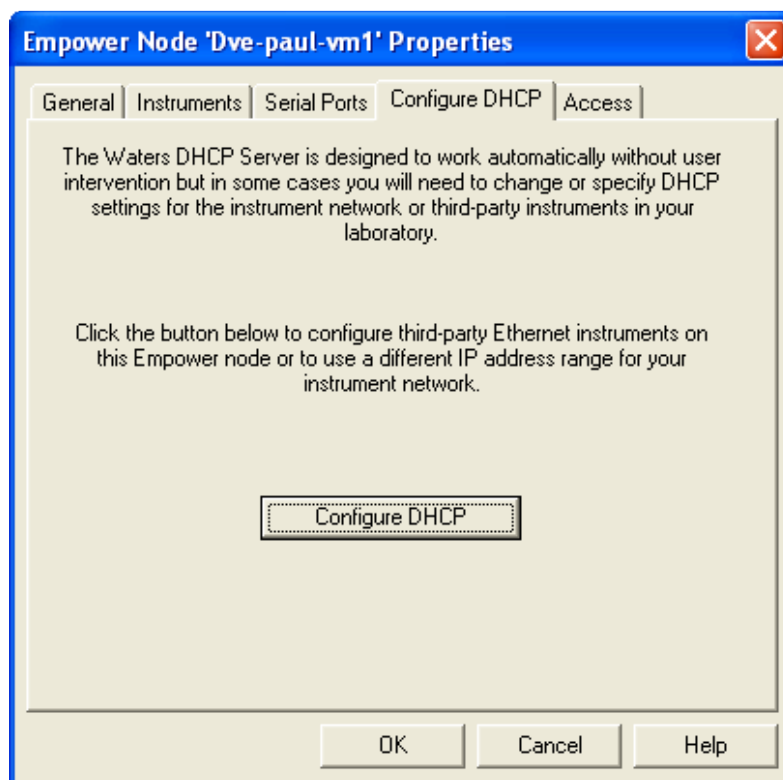 Empower Node 'Dve-paul-vm1' Properties
General Instruments Serial Ports Configure DHCP Access
The Waters DHCP Server is designed to work automatically without user
intervention but in some cases you will need to change or specify DHCP
settings for the instrument network or third-party instruments in your
laboratory.
Click the button below to configure third-party Ethernet instruments on
this Empower node or to use a different IP address range for your
instrument network.
Configure DHCP
OK Cancel Help